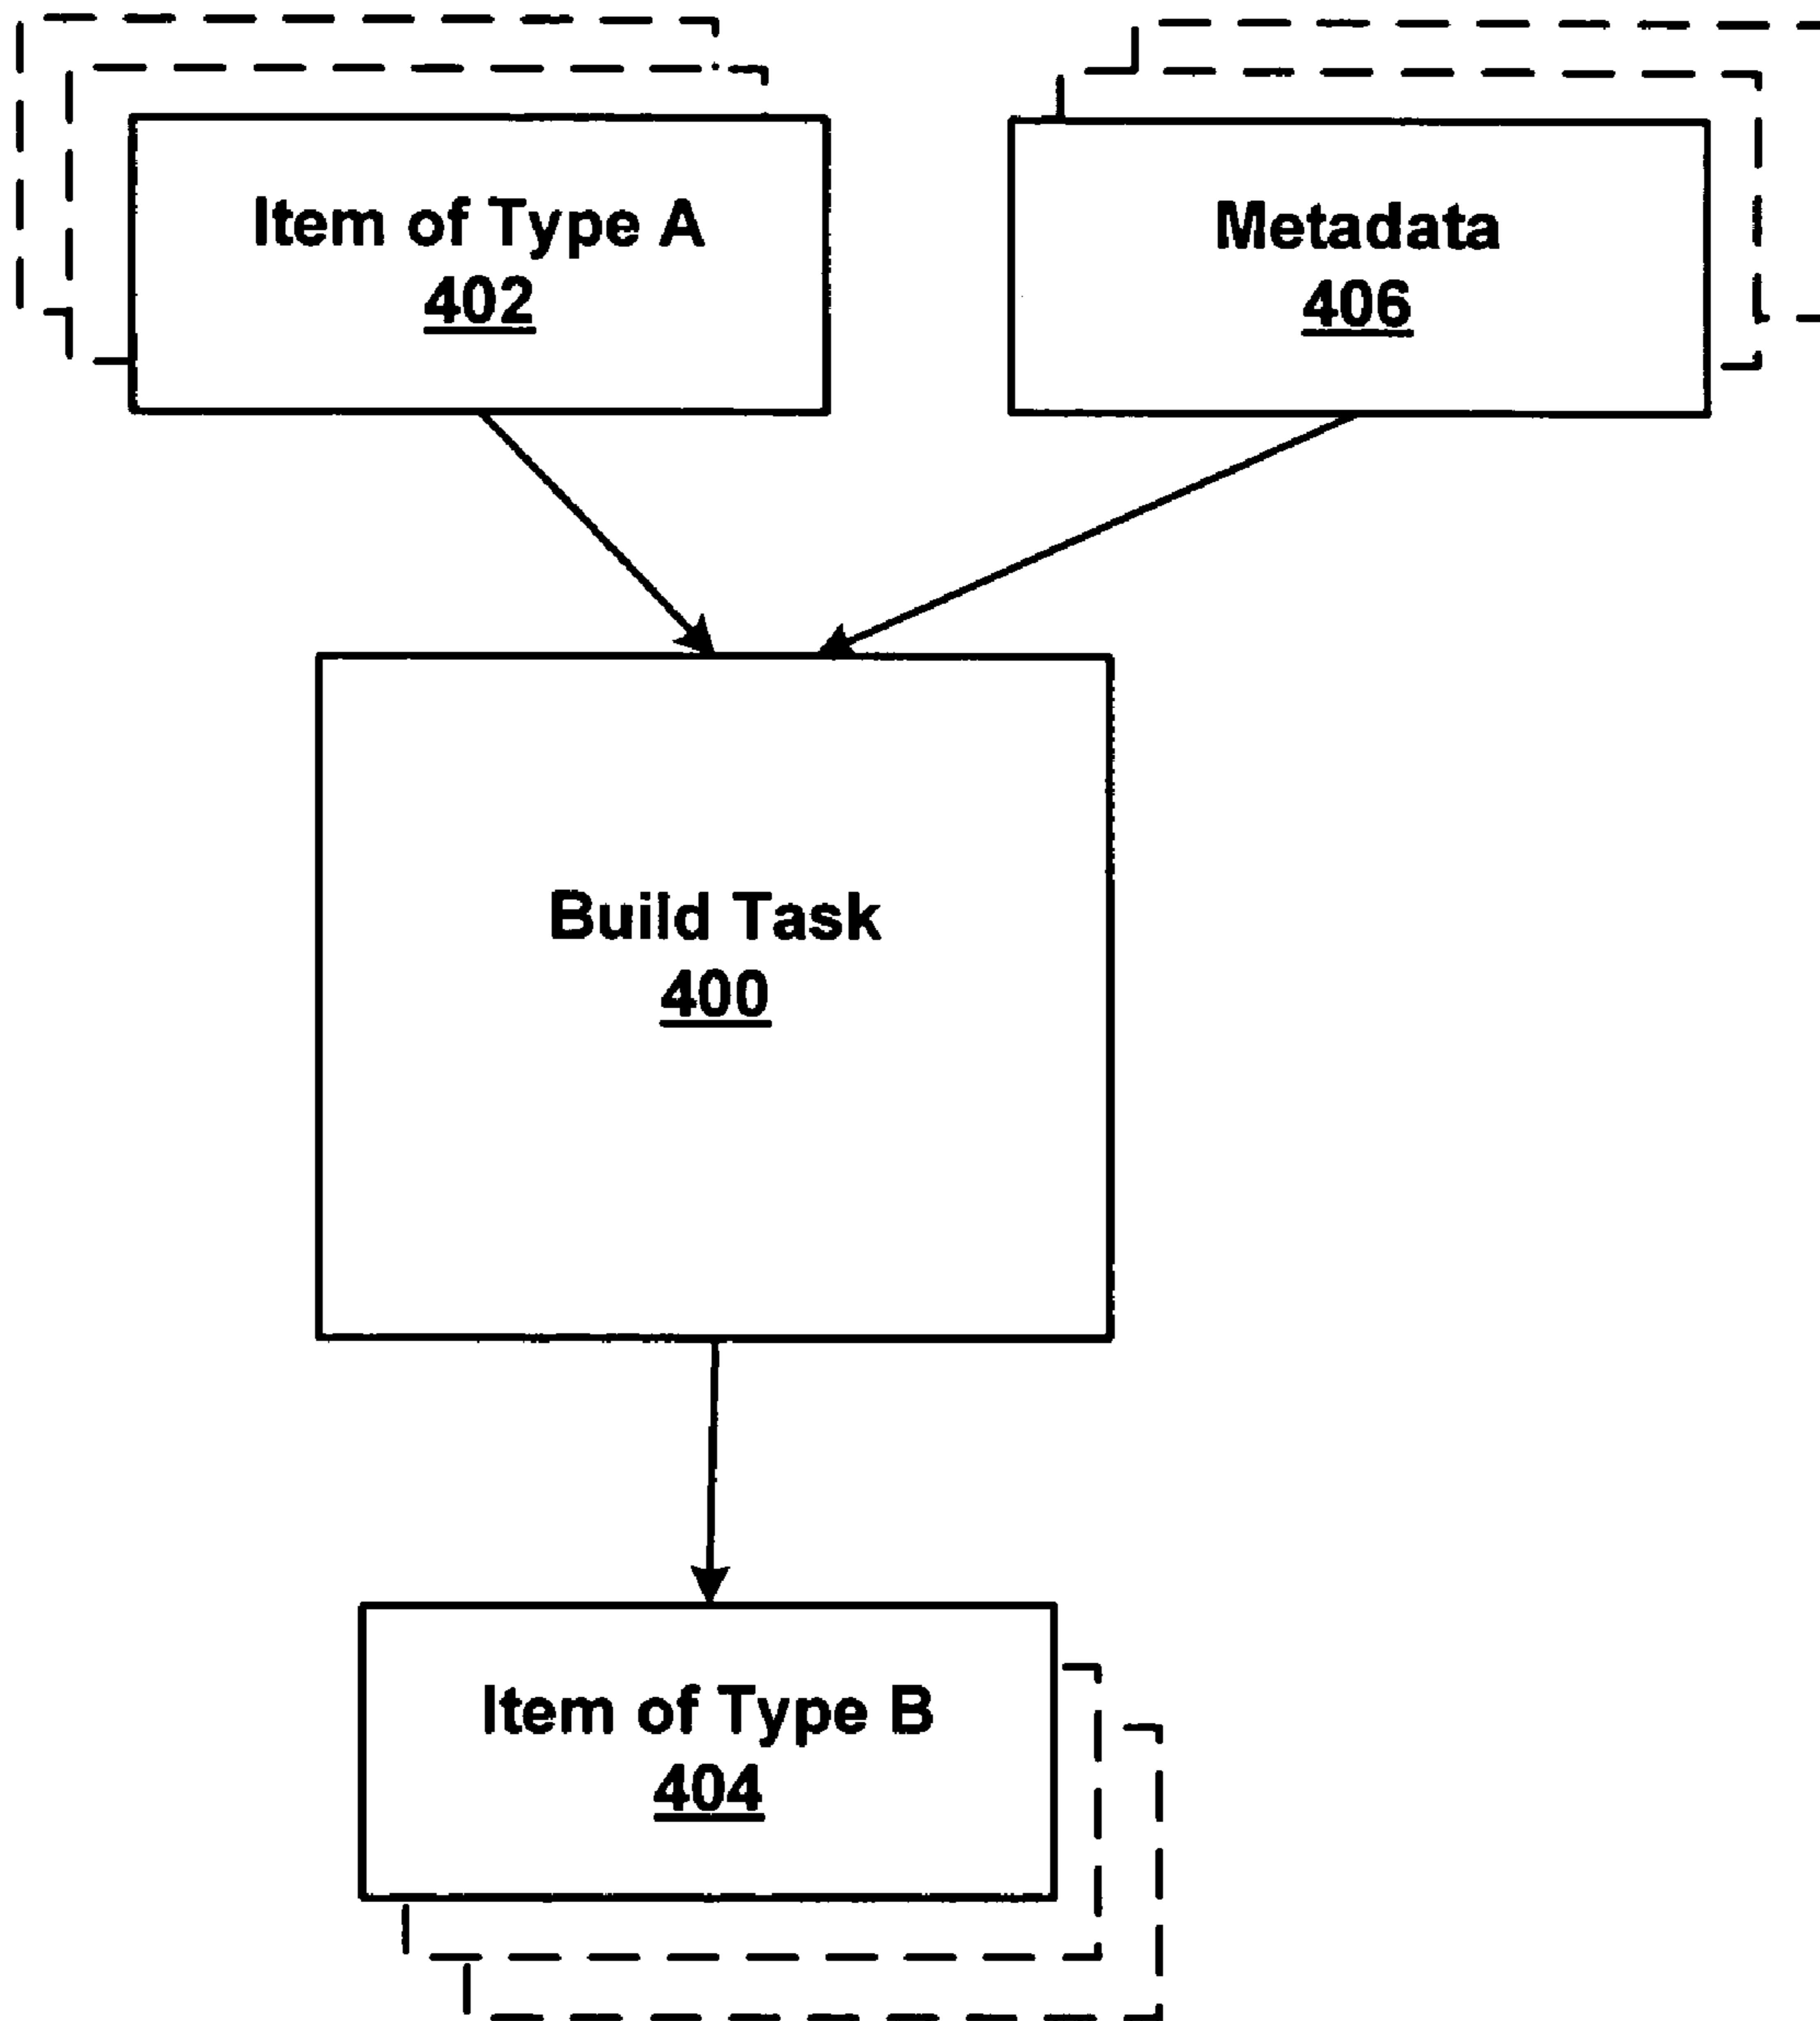 Item of Type A
402
Metadata
406
Build Task
400
Item of Type B
404